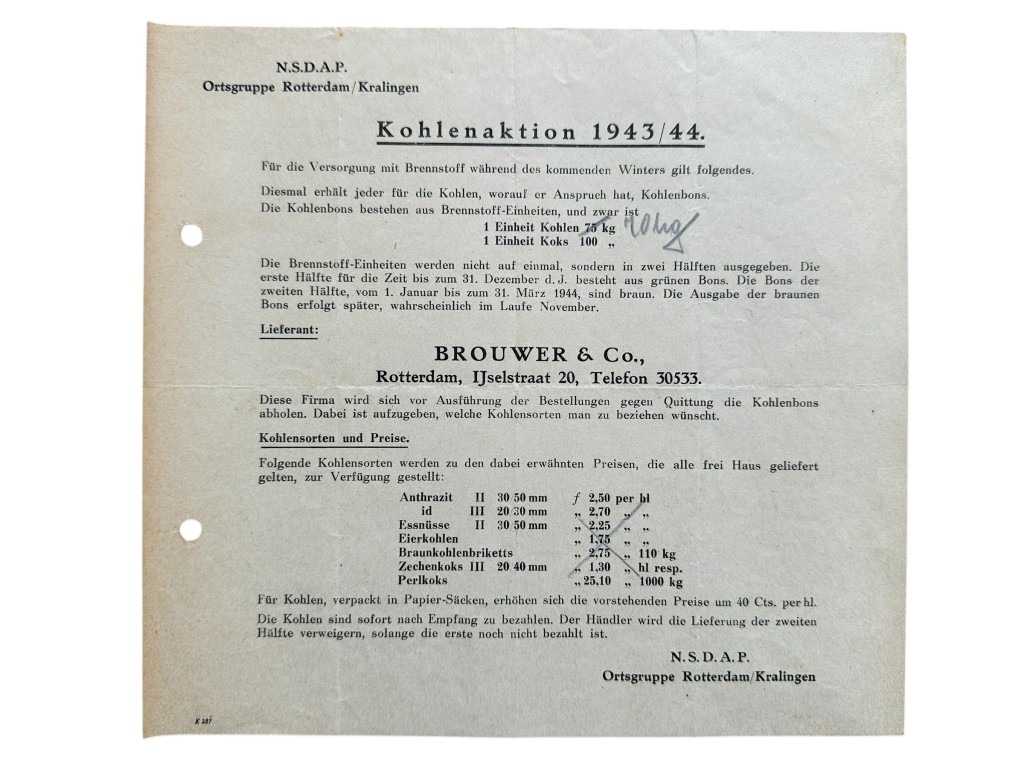 N.S.D.A.P.
Ortsgruppe Rotterdam/Kralingen
Kohlenaktion 1943/44.
Für die Versorgung mit Brennstoff während des kommenden Winters gilt folgendes.
Diesmal erhält jeder für die Kohlen, worauf er Anspruch hat, Kohlenbons.
Die Kohlenbons bestehen aus Brennstoff-Einheiten, und zwar ist
1 Einheit Kohlen 75 kg 70 kg
1 Einheit Koks 100 „
Die Brennstoff-Einheiten werden nicht auf einmal, sondern in zwei Hälften ausgegeben. Die
erste Hälfte für die Zeit bis zum 31. Dezember d. J. besteht aus grünen Bons. Die Bons der
zweiten Hälfte, vom 1. Januar bis zum 31. März 1944, sind braun. Die Ausgabe der braunen
Bons erfolgt später, wahrscheinlich im Laufe November.
Lieferant:
BROUWER & Co.,
Rotterdam, IJselstraat 20, Telefon 30533.
Diese Firma wird sich vor Ausführung der Bestellungen gegen Quittung die Kohlenbons
abholen. Dabei ist aufzugeben, welche Kohlensorten man zu beziehen wünscht.
Kohlensorten und Preise.
Folgende Kohlensorten werden zu den dabei erwähnten Preisen, die alle frei Haus geliefert
gelten, zur Verfügung gestellt:
Anthrazit II 30/50 mm f 2,50 per hl
id III 20/30 mm „ 2,70 „ „
Essnüsse II 30/50 mm „ 2,25 „ „
Eierkohlen „ 1,75 „ „
Braunkohlenbriketts „ 2,75 „ 110 kg
Zechenkoks III 20/40 mm „ 1,30 „ hl resp.
Perlkoks „ 25,10 „ 1000 kg
Für Kohlen, verpackt in Papier-Säcken, erhöhen sich die vorstehenden Preise um 40 Cts. per hl.
Die Kohlen sind sofort nach Empfang zu bezahlen. Der Händler wird die Lieferung der zweiten
Hälfte verweigern, solange die erste noch nicht bezahlt ist.
N.S.D.A.P.
Ortsgruppe Rotterdam/Kralingen
K 287